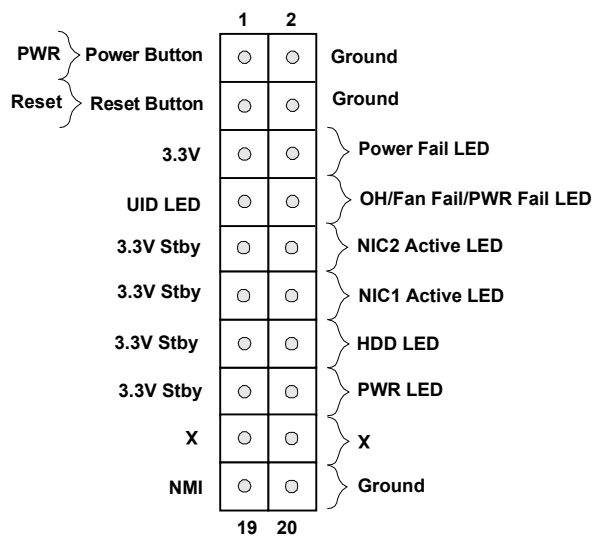 1 2
PWR Power Button Ground
Reset Reset Button Ground
3.3V Power Fail LED
UID LED OH/Fan Fail/PWR Fail LED
3.3V Stby NIC2 Active LED
3.3V Stby NIC1 Active LED
3.3V Stby HDD LED
3.3V Stby PWR LED
X X
NMI Ground
19 20